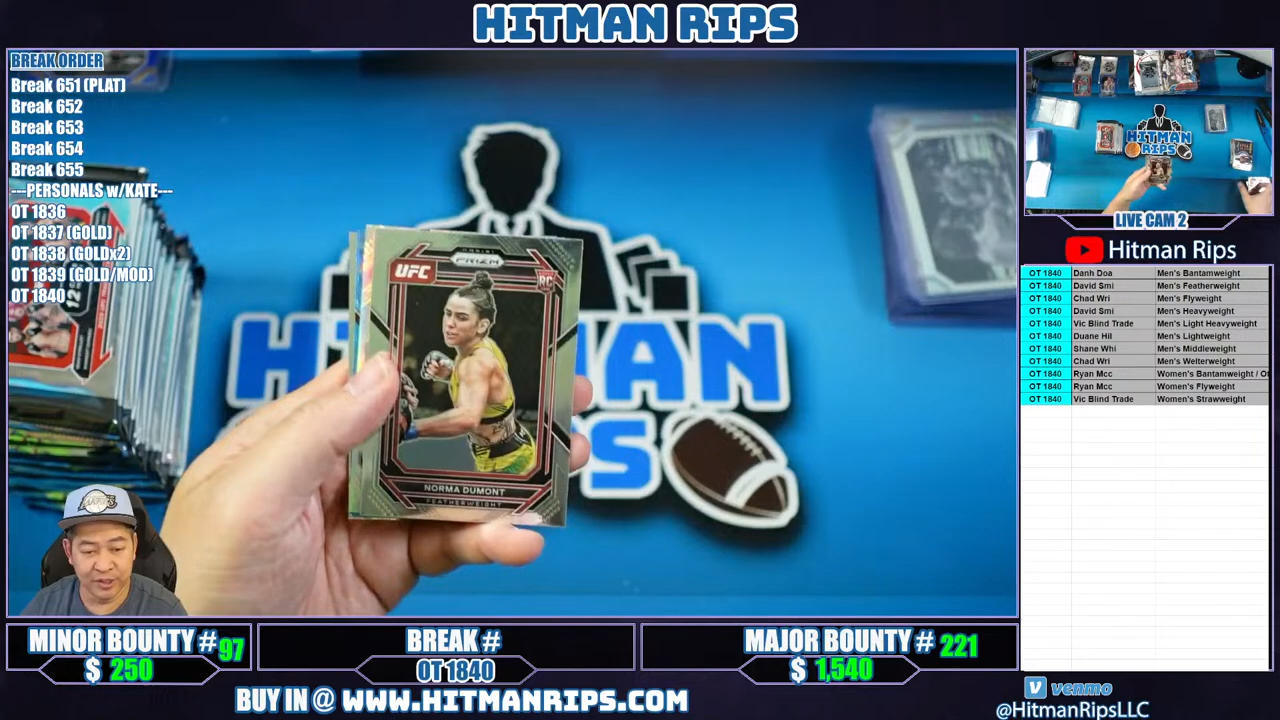 HITMAN RIPS
BREAK ORDER
Break 651 (PLAT)
Break 652
Break 653
Break 654
Break 655
---PERSONALS w/KATE---
OT 1836
OT 1837 (GOLD)
OT 1838 (GOLDx2)
OT 1839 (GOLD/MOD)
OT 1840
PANINI
PRIZM
UFC
RC
NORMA DUMONT
FEATHERWEIGHT
HITMAN
RIPS
LIVE CAM 2
Hitman Rips
OT 1840 Danh Doa Men's Bantamweight
OT 1840 David Smi Men's Featherweight
OT 1840 Chad Wri Men's Flyweight
OT 1840 David Smi Men's Heavyweight
OT 1840 Vic Blind Trade Men's Light Heavyweight
OT 1840 Duane Hil Men's Lightweight
OT 1840 Shane Whi Men's Middleweight
OT 1840 Chad Wri Men's Welterweight
OT 1840 Ryan Mcc Women's Bantamweight / Ot
OT 1840 Ryan Mcc Women's Flyweight
OT 1840 Vic Blind Trade Women's Strawweight
MINOR BOUNTY # 97
$ 250
BREAK #
OT 1840
MAJOR BOUNTY # 221
$ 1,540
BUY IN @ WWW.HITMANRIPS.COM
venmo
@HitmanRipsLLC